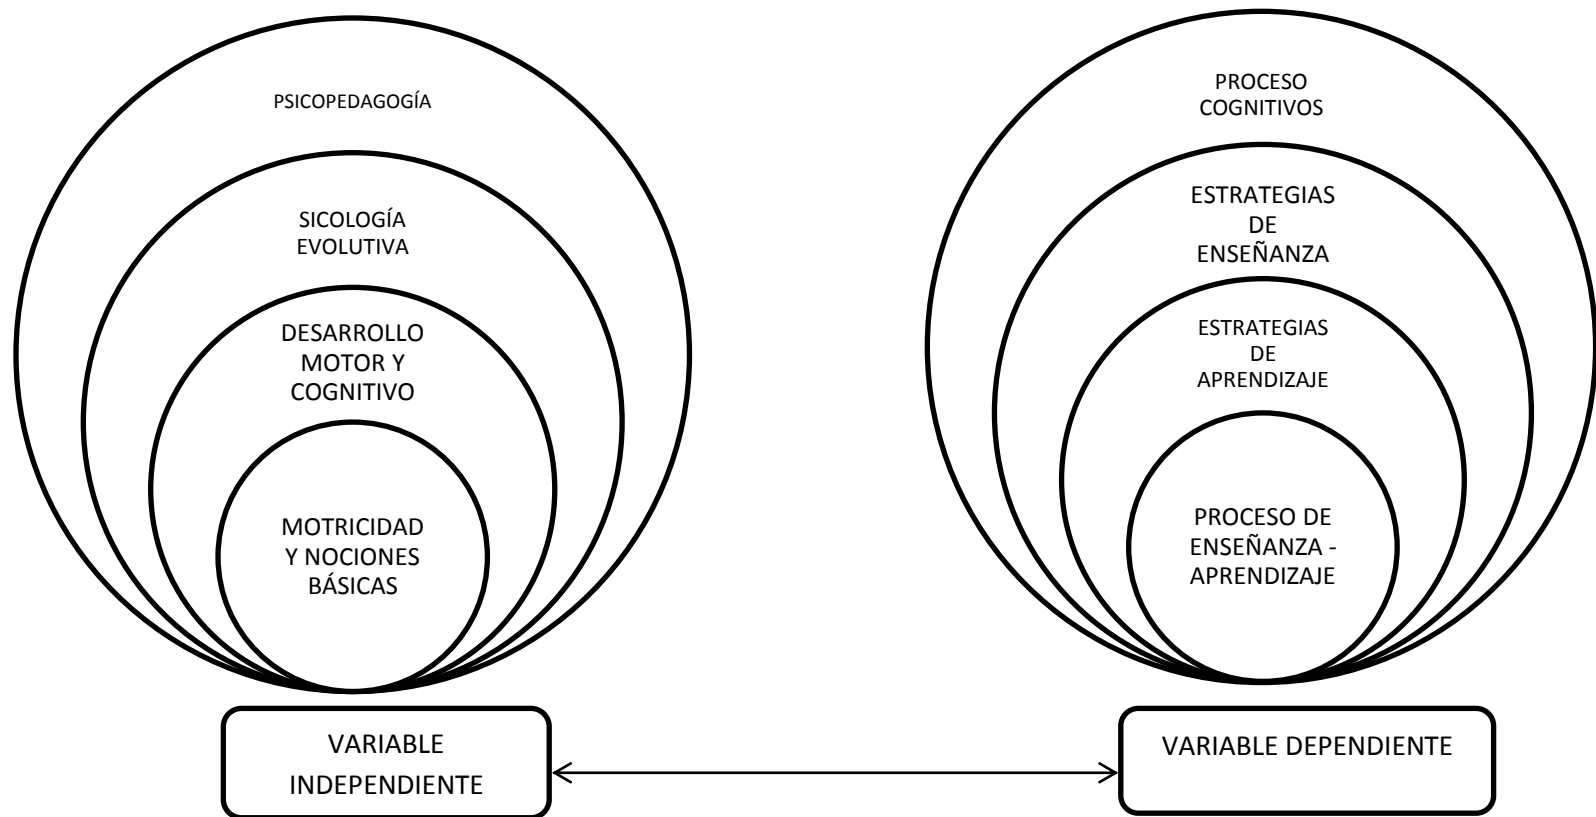 PSICOPEDAGOGÍA
SICOLOGÍA
EVOLUTIVA
DESARROLLO
MOTOR Y
COGNITIVO
MOTRICIDAD
Y NOCIONES
BÁSICAS
VARIABLE
INDEPENDIENTE
PROCESO
COGNITIVOS
ESTRATEGIAS
DE
ENSEÑANZA
ESTRATEGIAS
DE
APRENDIZAJE
PROCESO DE
ENSEÑANZA -
APRENDIZAJE
VARIABLE DEPENDIENTE